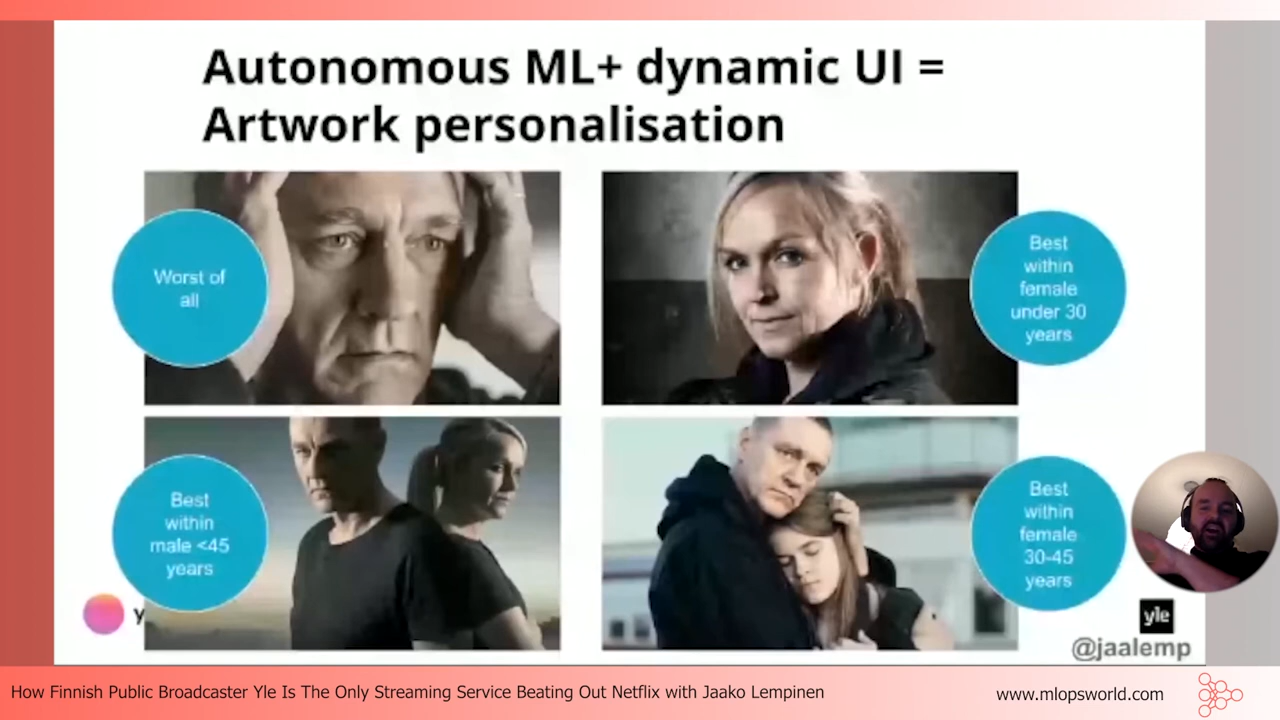 Autonomous ML+ dynamic UI =
Artwork personalisation
Worst of
all
Best
within
female
under 30
years
Best
within
male <45
years
Best
within
female
30-45
years
y
yle
@jaalemp
How Finnish Public Broadcaster Yle Is The Only Streaming Service Beating Out Netflix with Jaako Lempinen
www.mlopsworld.com